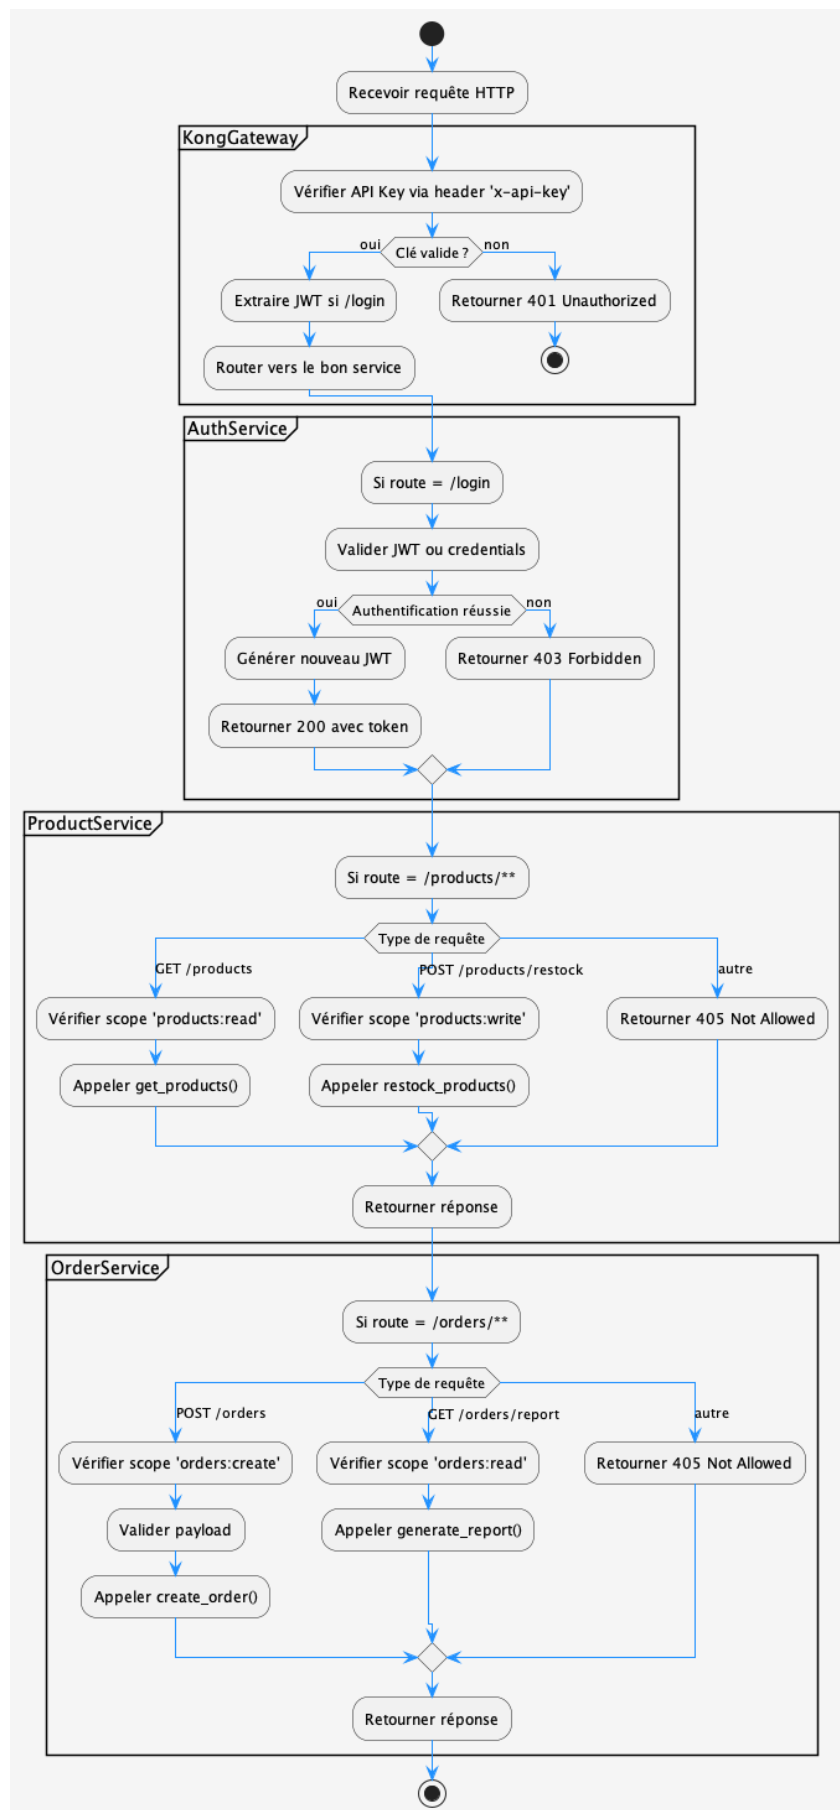 Recevoir requête HTTP
KongGateway
Vérifier API Key via header 'x-api-key'
oui
Clé valide ?
non
Extraire JWT si /login
Retourner 401 Unauthorized
Router vers le bon service
AuthService
Si route = /login
Valider JWT ou credentials
oui
Authentification réussie
non
Générer nouveau JWT
Retourner 403 Forbidden
Retourner 200 avec token
ProductService
Si route = /products/**
Type de requête
GET /products
POST /products/restock
autre
Vérifier scope 'products:read'
Vérifier scope 'products:write'
Retourner 405 Not Allowed
Appeler get_products()
Appeler restock_products()
Retourner réponse
OrderService
Si route = /orders/**
Type de requête
POST /orders
GET /orders/report
autre
Vérifier scope 'orders:create'
Vérifier scope 'orders:read'
Retourner 405 Not Allowed
Valider payload
Appeler generate_report()
Appeler create_order()
Retourner réponse